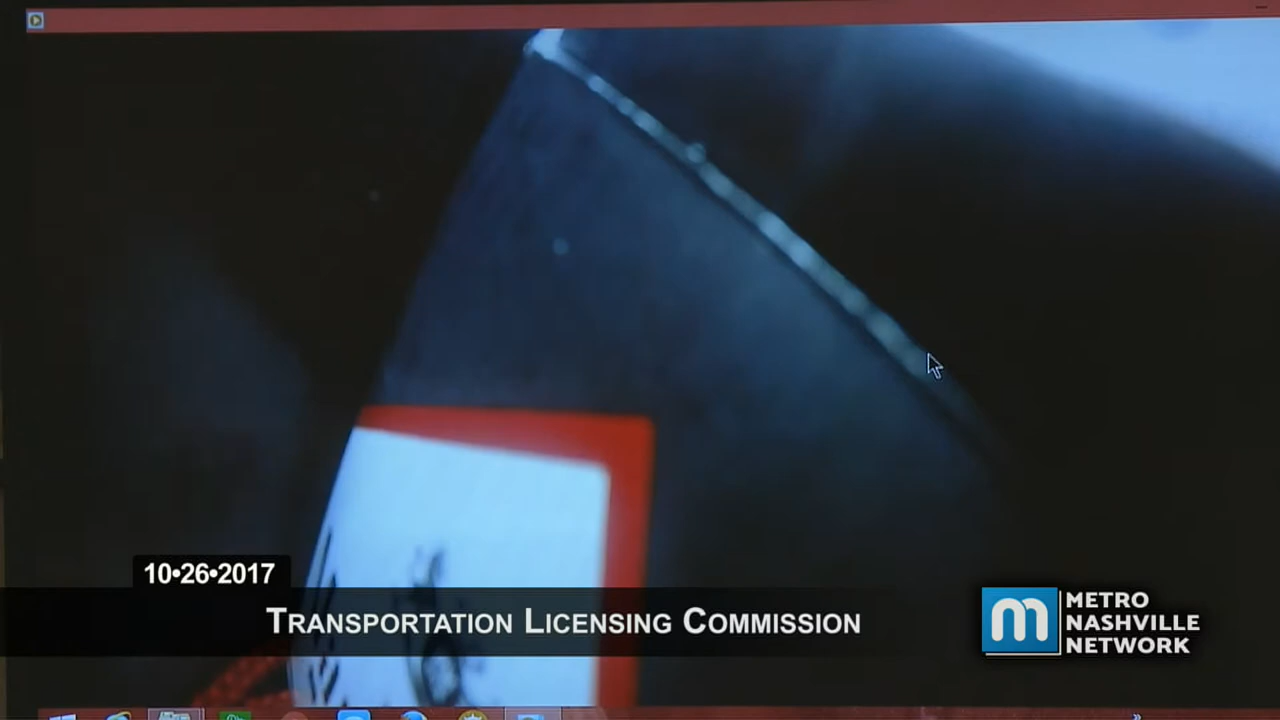 10•26•2017
TRANSPORTATION LICENSING COMMISSION
m METRO
NASHVILLE
NETWORK